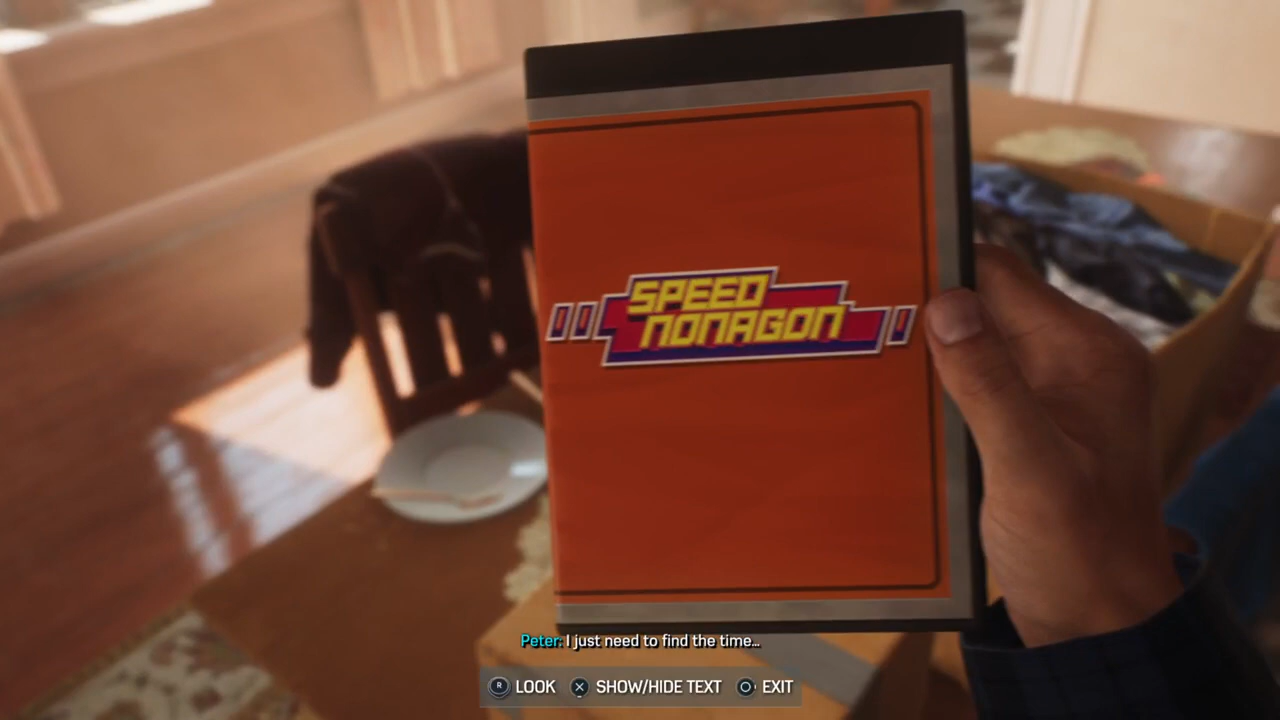 SPEED
NONAGON
Peter: I just need to find the time...
R LOOK SHOW/HIDE TEXT EXIT